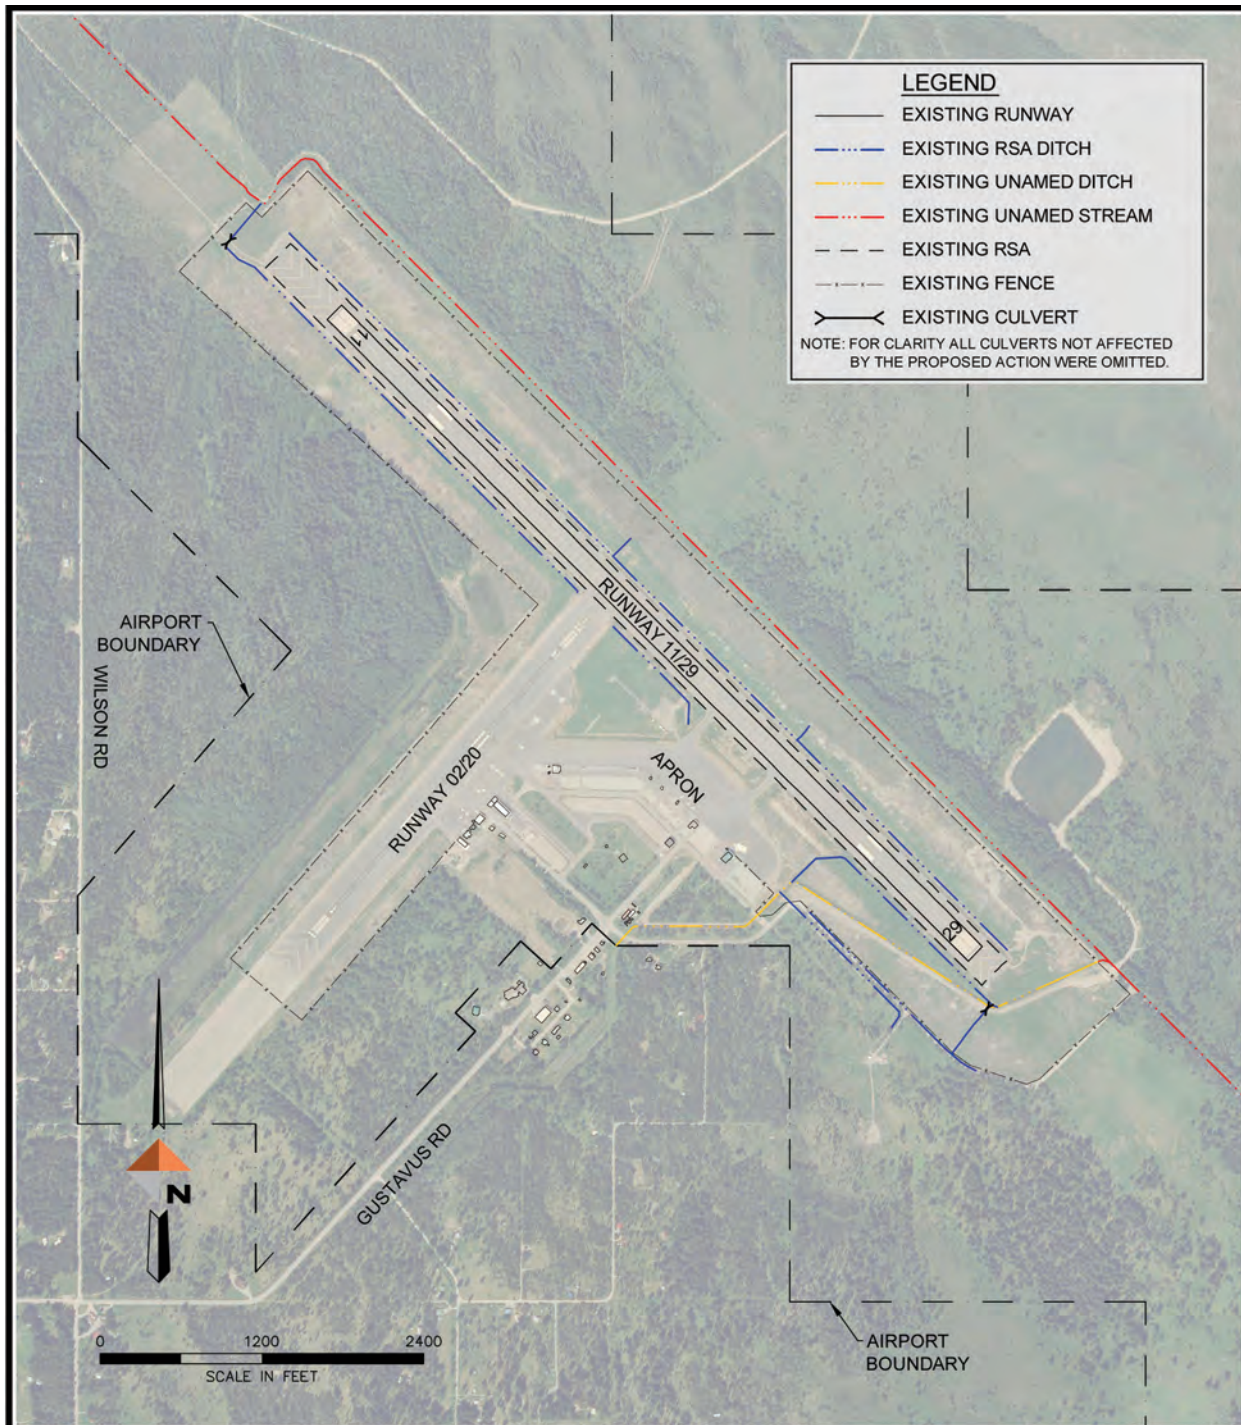 LEGEND
EXISTING RUNWAY
EXISTING RSA DITCH
EXISTING UNAMED DITCH
EXISTING UNAMED STREAM
EXISTING RSA
EXISTING FENCE
EXISTING CULVERT
NOTE: FOR CLARITY ALL CULVERTS NOT AFFECTED
BY THE PROPOSED ACTION WERE OMITTED.
11
RUNWAY 11/29
AIRPORT
BOUNDARY
WILSON RD
RUNWAY 02/20
APRON
29
GUSTAVUS RD
N
0 1200 2400
SCALE IN FEET
AIRPORT
BOUNDARY